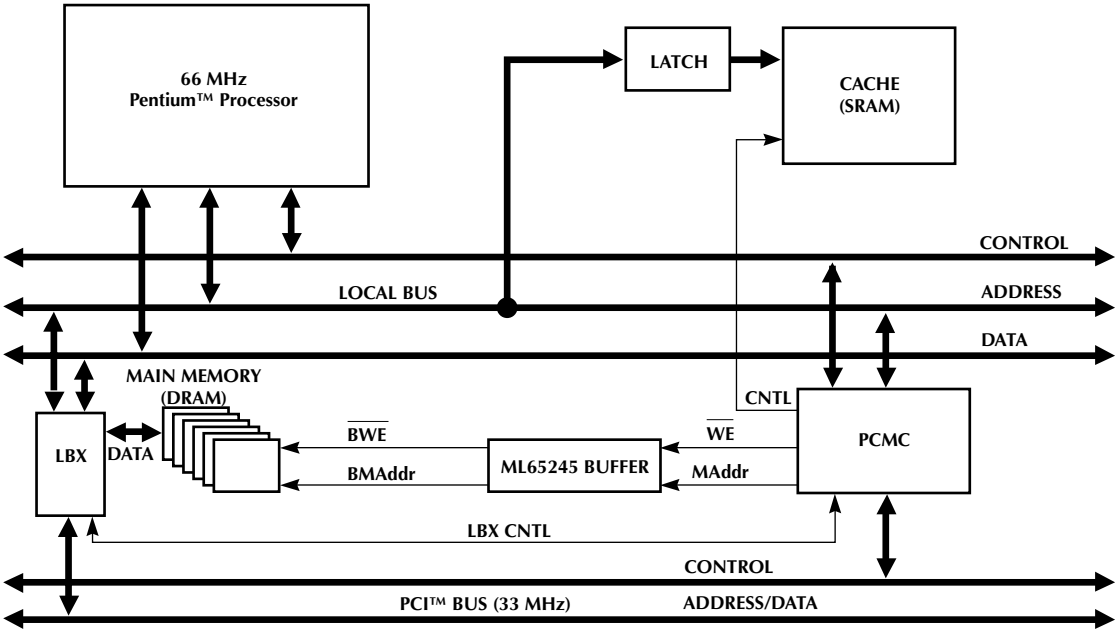 66 MHz
Pentium™ Processor
LATCH
CACHE
(SRAM)
CONTROL
LOCAL BUS
ADDRESS
DATA
MAIN MEMORY
(DRAM)
CNTL
LBX
DATA
BWE
BMAddr
ML65245 BUFFER
WE
MAddr
PCMC
LBX CNTL
CONTROL
PCI™ BUS (33 MHz)
ADDRESS/DATA